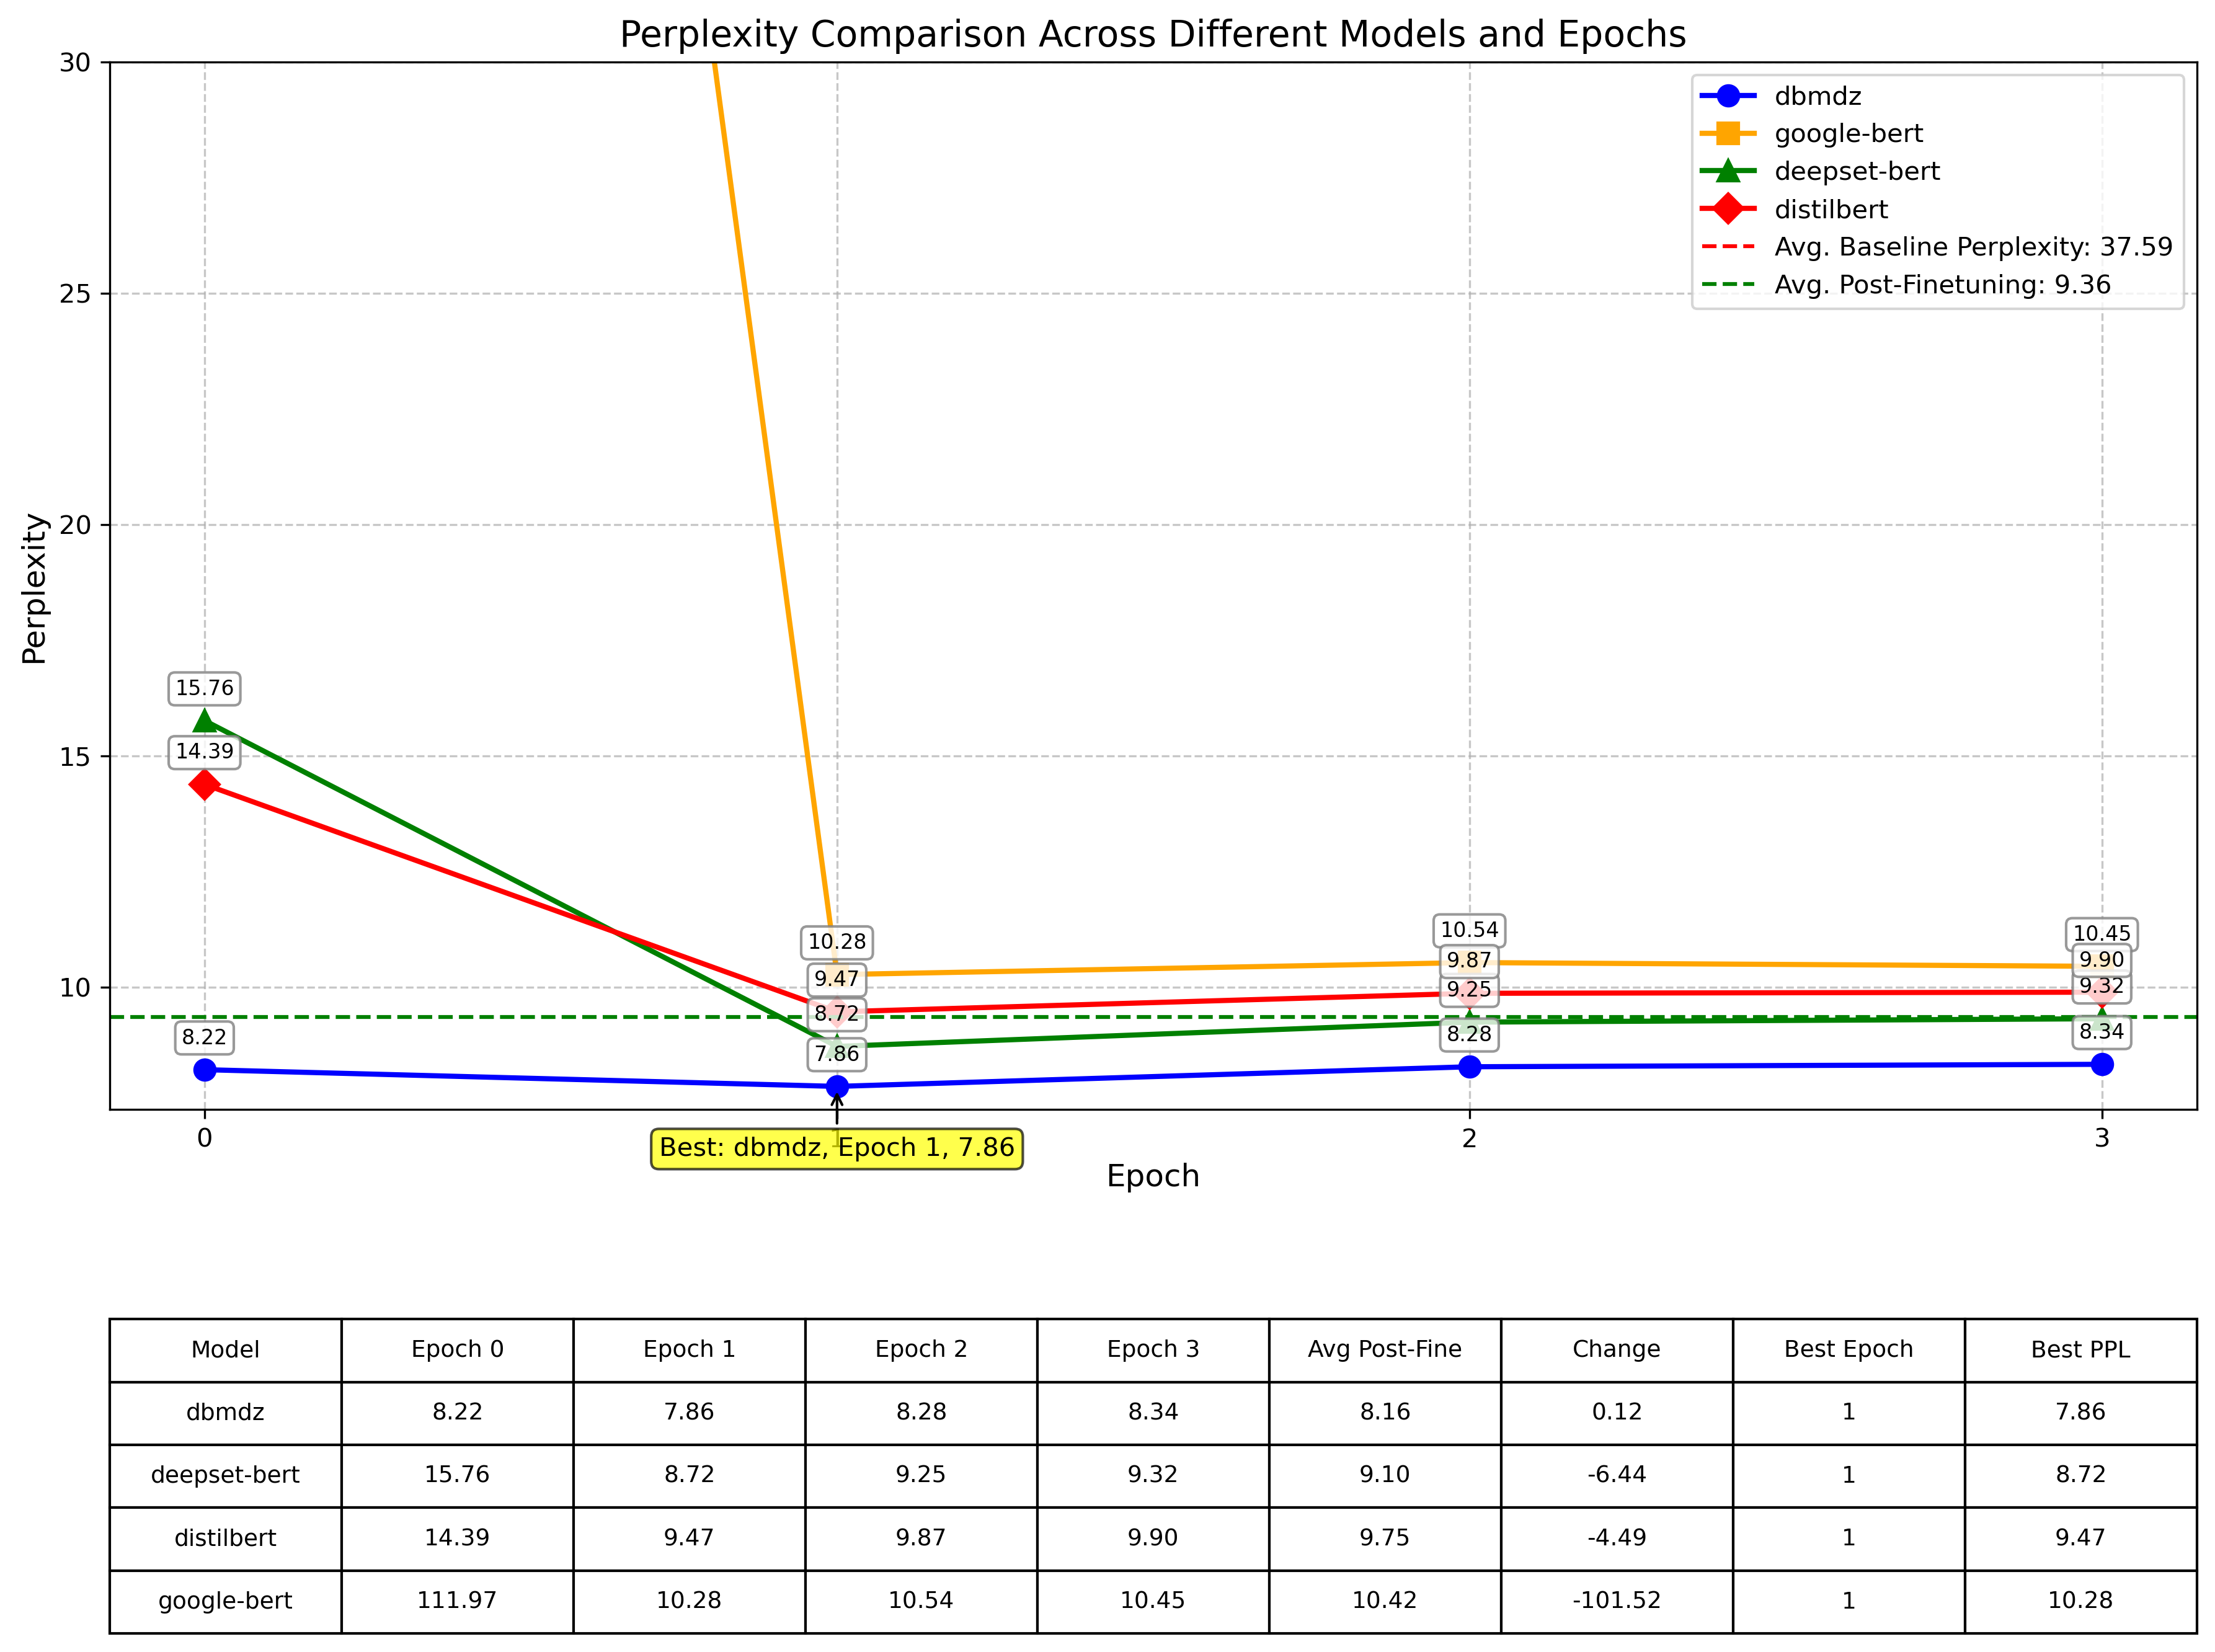 Perplexity Comparison Across Different Models and Epochs
Perplexity
30
25
20
15
10
dbmdz
google-bert
deepset-bert
distilbert
Avg. Baseline Perplexity: 37.59
Avg. Post-Finetuning: 9.36
15.76
14.39
8.22
10.28
9.47
8.72
7.86
10.54
9.87
9.25
8.28
10.45
9.90
9.32
8.34
0
1
2
3
Best: dbmdz, Epoch 1, 7.86
Epoch
Model Epoch 0 Epoch 1 Epoch 2 Epoch 3 Avg Post-Fine Change Best Epoch Best PPL
dbmdz 8.22 7.86 8.28 8.34 8.16 0.12 1 7.86
deepset-bert 15.76 8.72 9.25 9.32 9.10 -6.44 1 8.72
distilbert 14.39 9.47 9.87 9.90 9.75 -4.49 1 9.47
google-bert 111.97 10.28 10.54 10.45 10.42 -101.52 1 10.28